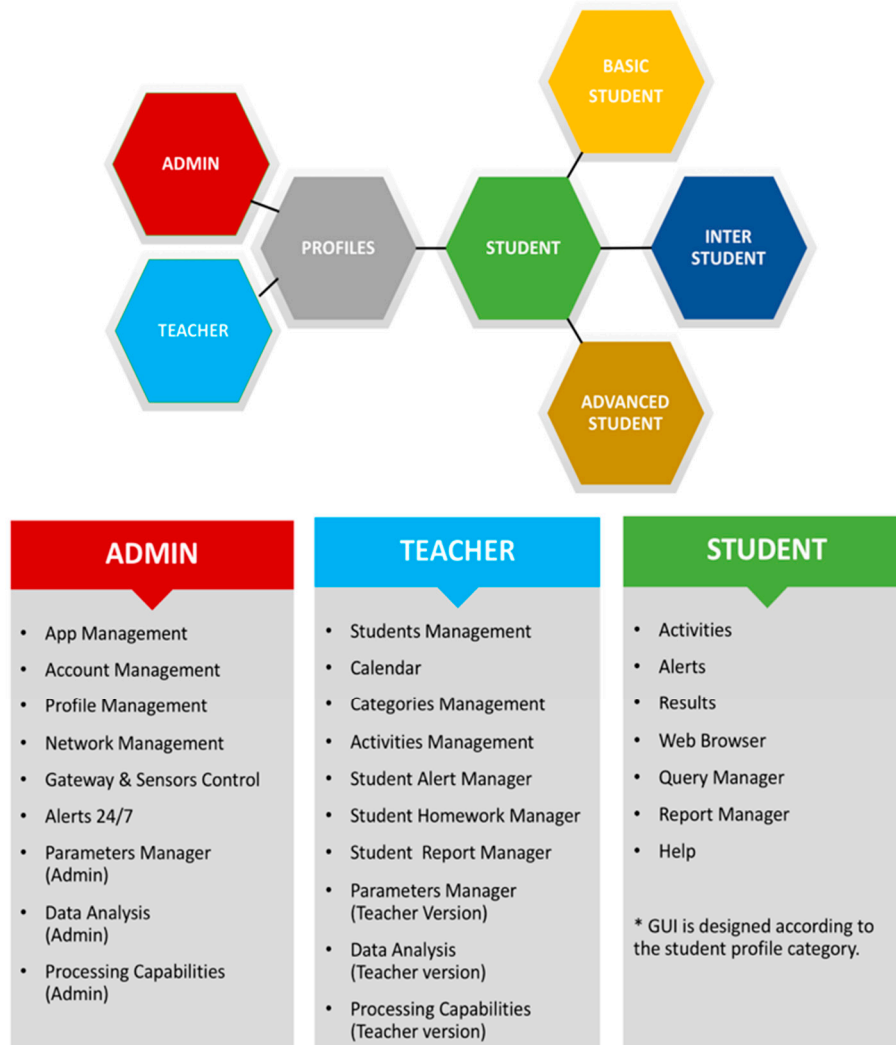 BASIC
STUDENT
ADMIN
PROFILES
STUDENT
INTER
STUDENT
TEACHER
ADVANCED
STUDENT
ADMIN
• App Management
• Account Management
• Profile Management
• Network Management
• Gateway & Sensors Control
• Alerts 24/7
• Parameters Manager
(Admin)
• Data Analysis
(Admin)
• Processing Capabilities
(Admin)
TEACHER
• Students Management
• Calendar
• Categories Management
• Activities Management
• Student Alert Manager
• Student Homework Manager
• Student Report Manager
• Parameters Manager
(Teacher Version)
• Data Analysis
(Teacher version)
• Processing Capabilities
(Teacher version)
STUDENT
• Activities
• Alerts
• Results
• Web Browser
• Query Manager
• Report Manager
• Help
* GUI is designed according to
the student profile category.